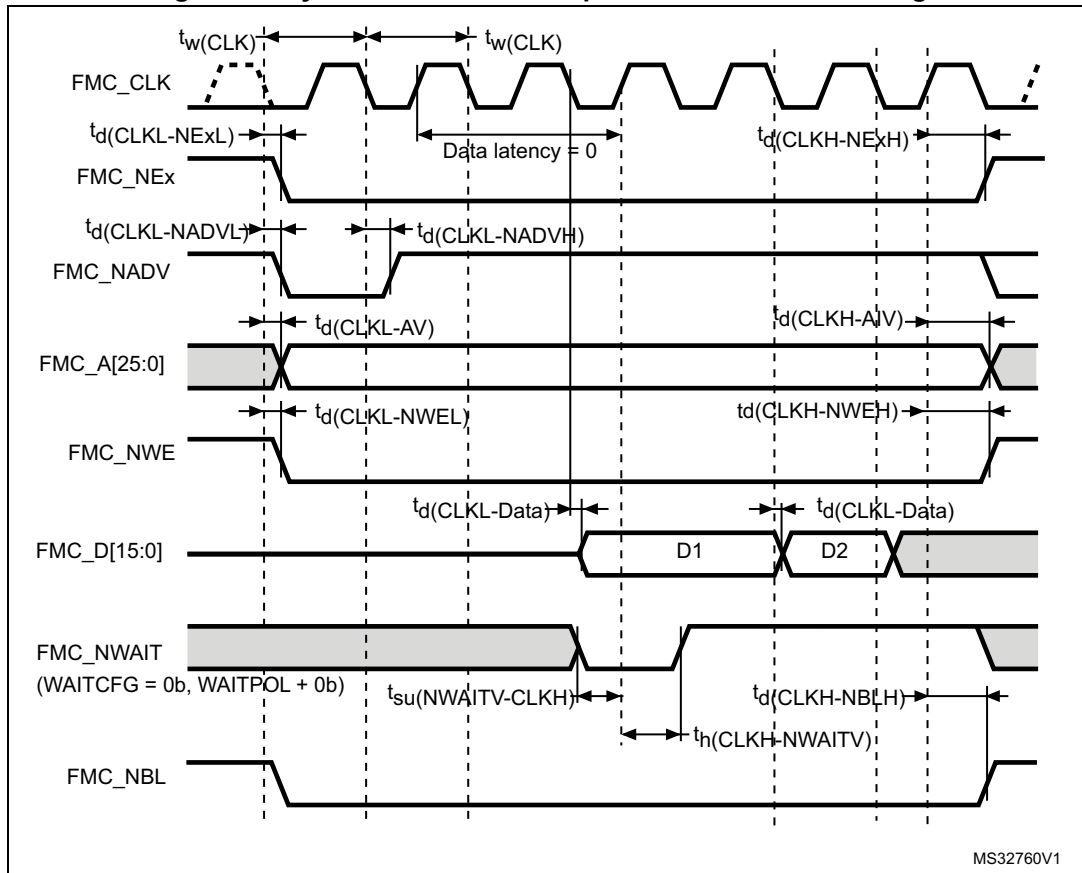 tw(CLK) tw(CLK)
FMC_CLK
td(CLKL-NExL) Data latency = 0 td(CLKH-NExH)
FMC_NEx
td(CLKL-NADVL) td(CLKL-NADVH)
FMC_NADV
td(CLKL-AV) td(CLKH-AIV)
FMC_A[25:0]
td(CLKL-NWEL) td(CLKH-NWEH)
FMC_NWE
td(CLKL-Data) td(CLKL-Data)
FMC_D[15:0] D1 D2
FMC_NWAIT
(WAITCFG = 0b, WAITPOL + 0b)
tsu(NWAITV-CLKH) td(CLKH-NBLH)
th(CLKH-NWAITV)
FMC_NBL
MS32760V1